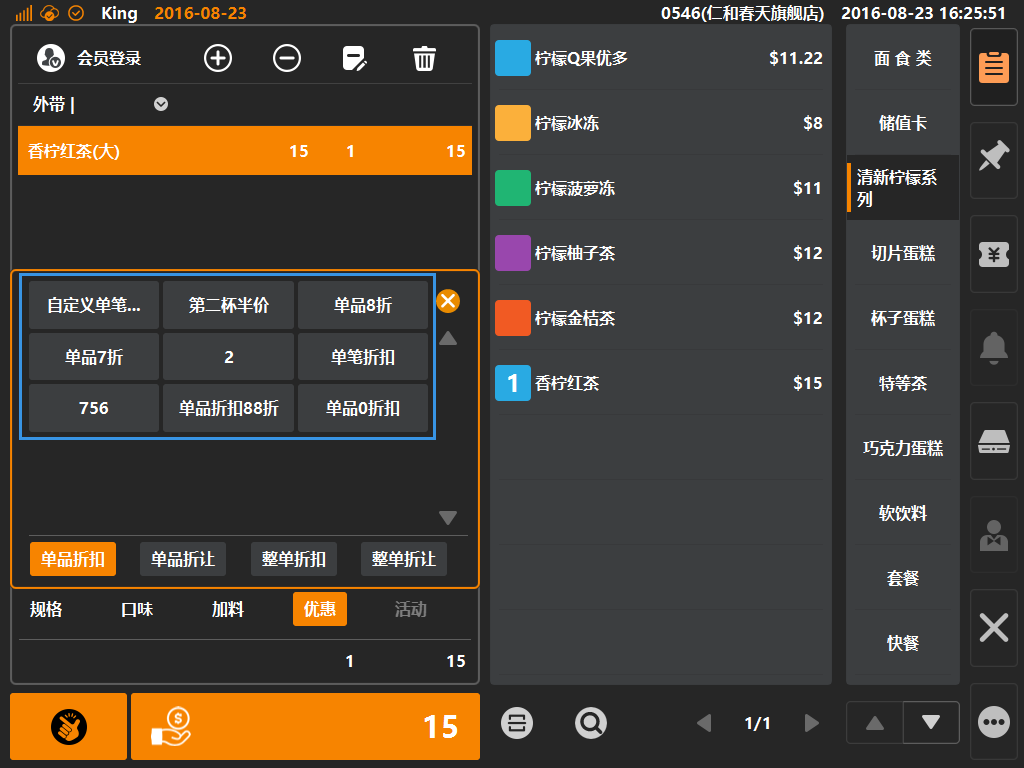 King 2016-08-23 0546(仁和春天旗舰店) 2016-08-23 16:25:51
会员登录
外带 |
香柠红茶(大) 15 1 15
自定义单笔... 第二杯半价 单品8折
单品7折 2 单笔折扣
756 单品折扣88折 单品0折扣
单品折扣 单品折让 整单折扣 整单折让
规格 口味 加料 优惠 活动
1 15
15
柠檬Q果优多 $11.22
柠檬冰冻 $8
柠檬菠萝冻 $11
柠檬柚子茶 $12
柠檬金桔茶 $12
1 香柠红茶 $15
1/1
面 食 类
储值卡
清新柠檬系
列
切片蛋糕
杯子蛋糕
特等茶
巧克力蛋糕
软饮料
套餐
快餐